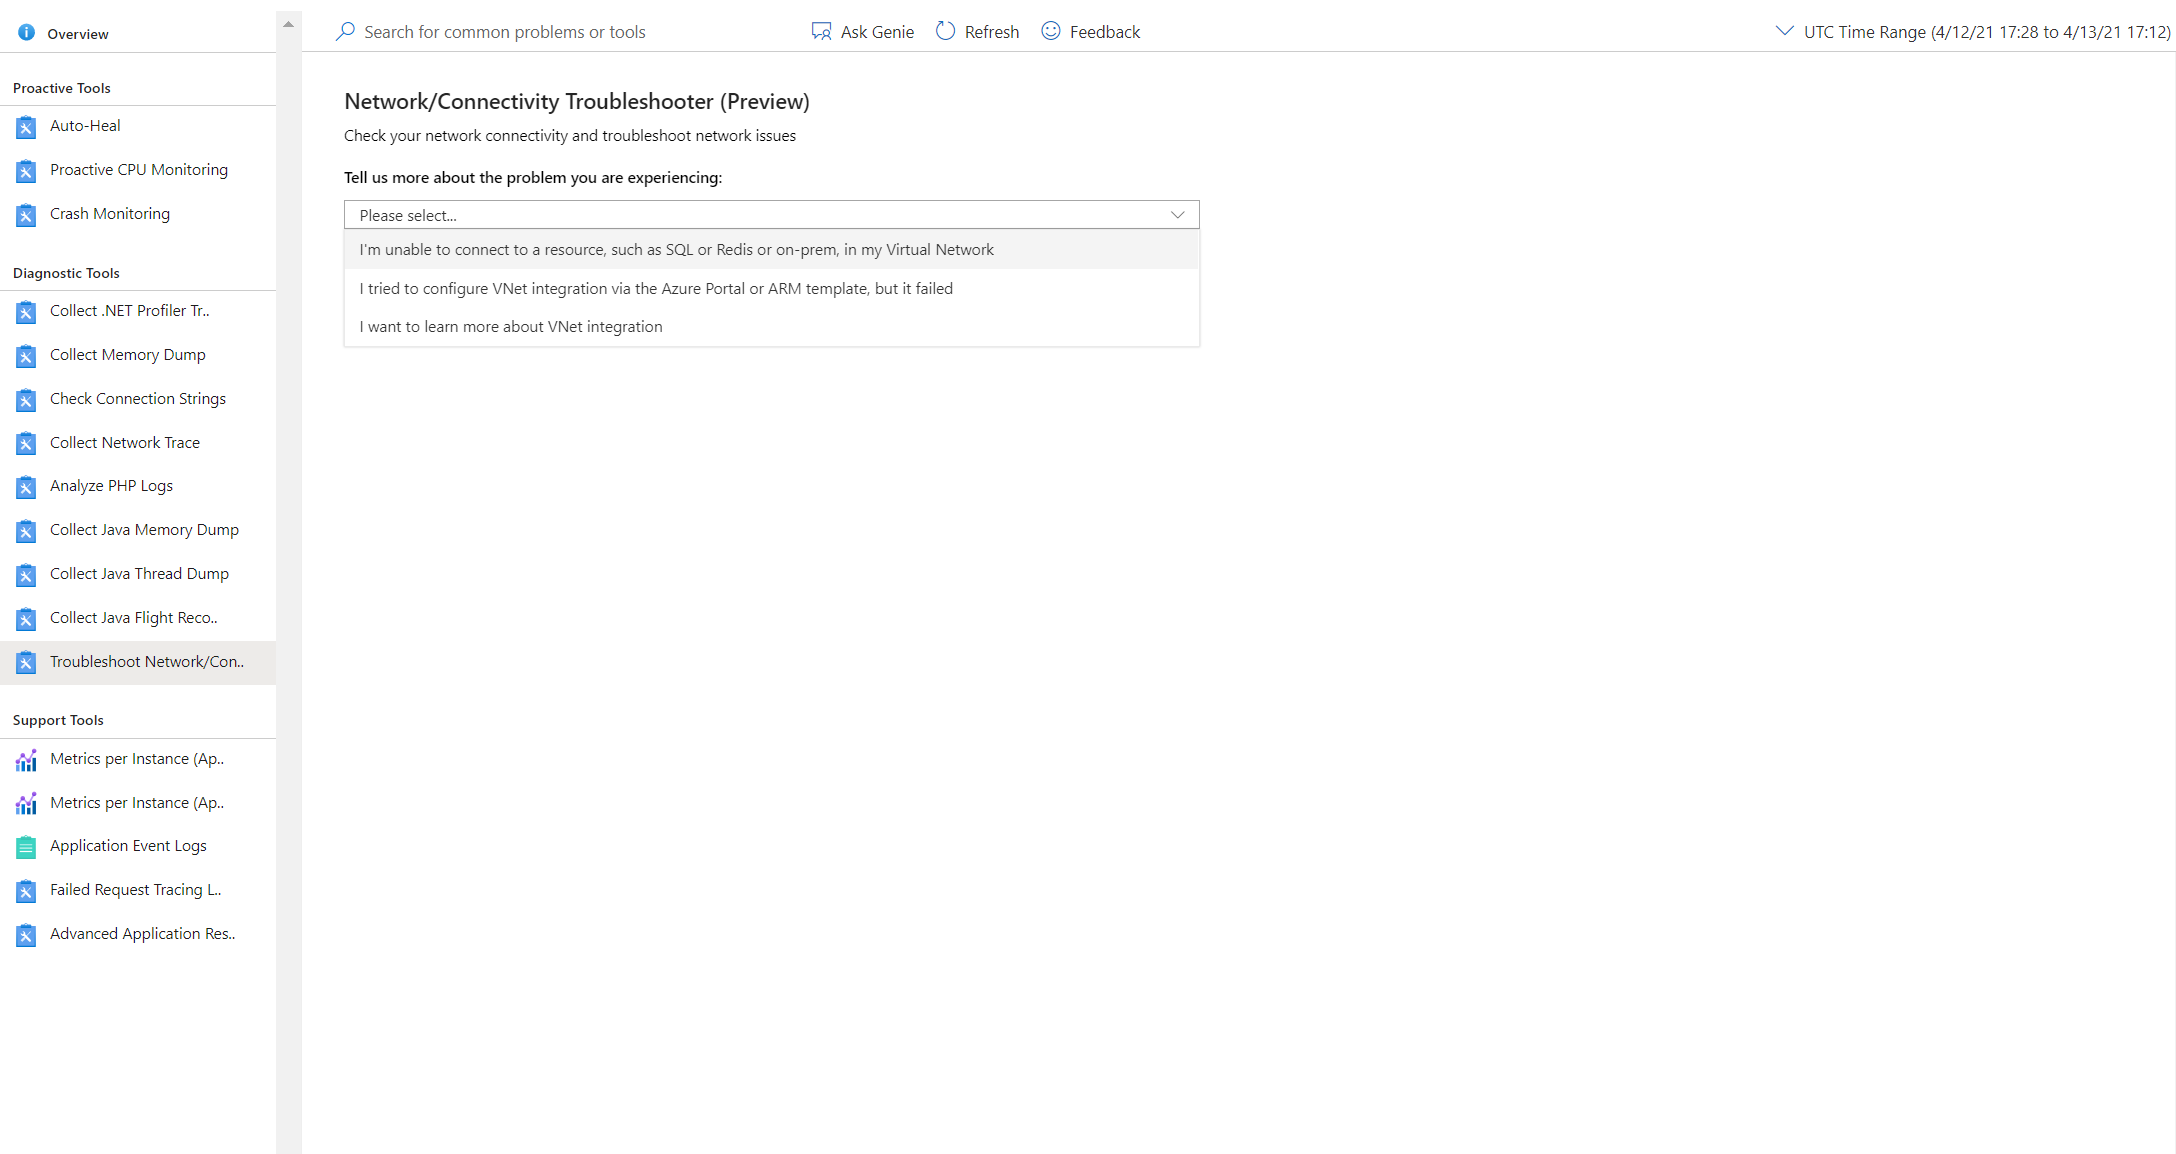 Overview
Proactive Tools
Auto-Heal
Proactive CPU Monitoring
Crash Monitoring
Diagnostic Tools
Collect .NET Profiler Tr..
Collect Memory Dump
Check Connection Strings
Collect Network Trace
Analyze PHP Logs
Collect Java Memory Dump
Collect Java Thread Dump
Collect Java Flight Reco..
Troubleshoot Network/Con..
Support Tools
Metrics per Instance (Ap..
Metrics per Instance (Ap..
Application Event Logs
Failed Request Tracing L..
Advanced Application Res..
Search for common problems or tools
Ask Genie
Refresh
Feedback
UTC Time Range (4/12/21 17:28 to 4/13/21 17:12)
Network/Connectivity Troubleshooter (Preview)
Check your network connectivity and troubleshoot network issues
Tell us more about the problem you are experiencing:
Please select...
I'm unable to connect to a resource, such as SQL or Redis or on-prem, in my Virtual Network
I tried to configure VNet integration via the Azure Portal or ARM template, but it failed
I want to learn more about VNet integration